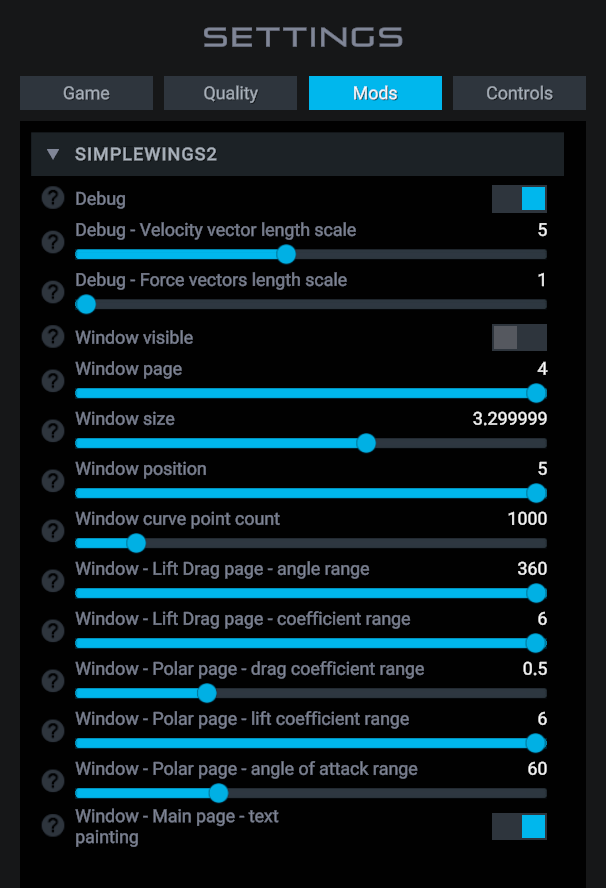 SETTINGS
Game Quality Mods Controls
▼ SIMPLEWINGS2
? Debug
? Debug - Velocity vector length scale 5
? Debug - Force vectors length scale 1
? Window visible
? Window page 4
? Window size 3.299999
? Window position 5
? Window curve point count 1000
? Window - Lift Drag page - angle range 360
? Window - Lift Drag page - coefficient range 6
? Window - Polar page - drag coefficient range 0.5
? Window - Polar page - lift coefficient range 6
? Window - Polar page - angle of attack range 60
? Window - Main page - text
painting